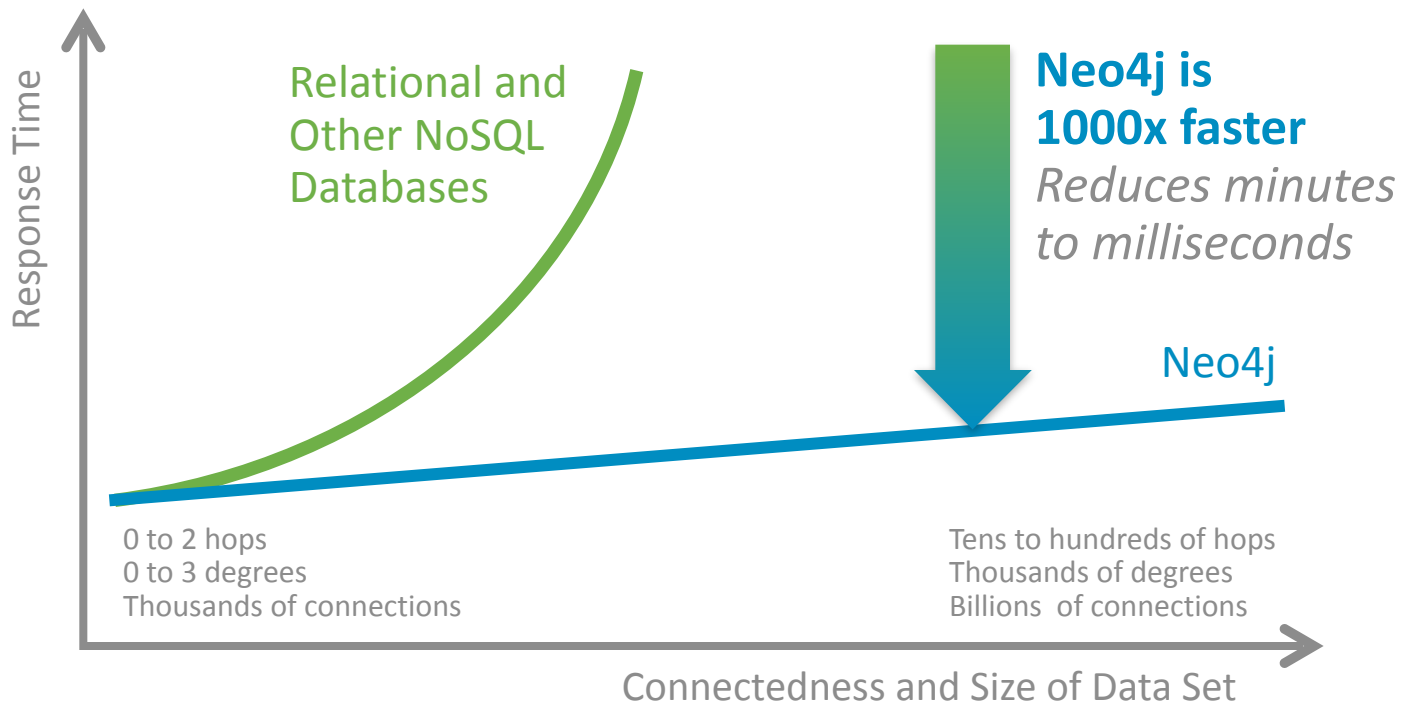 Response Time
Relational and
Other NoSQL
Databases
Neo4j is
1000x faster
Reduces minutes
to milliseconds
Neo4j
0 to 2 hops
0 to 3 degrees
Thousands of connections
Tens to hundreds of hops
Thousands of degrees
Billions of connections
Connectedness and Size of Data Set